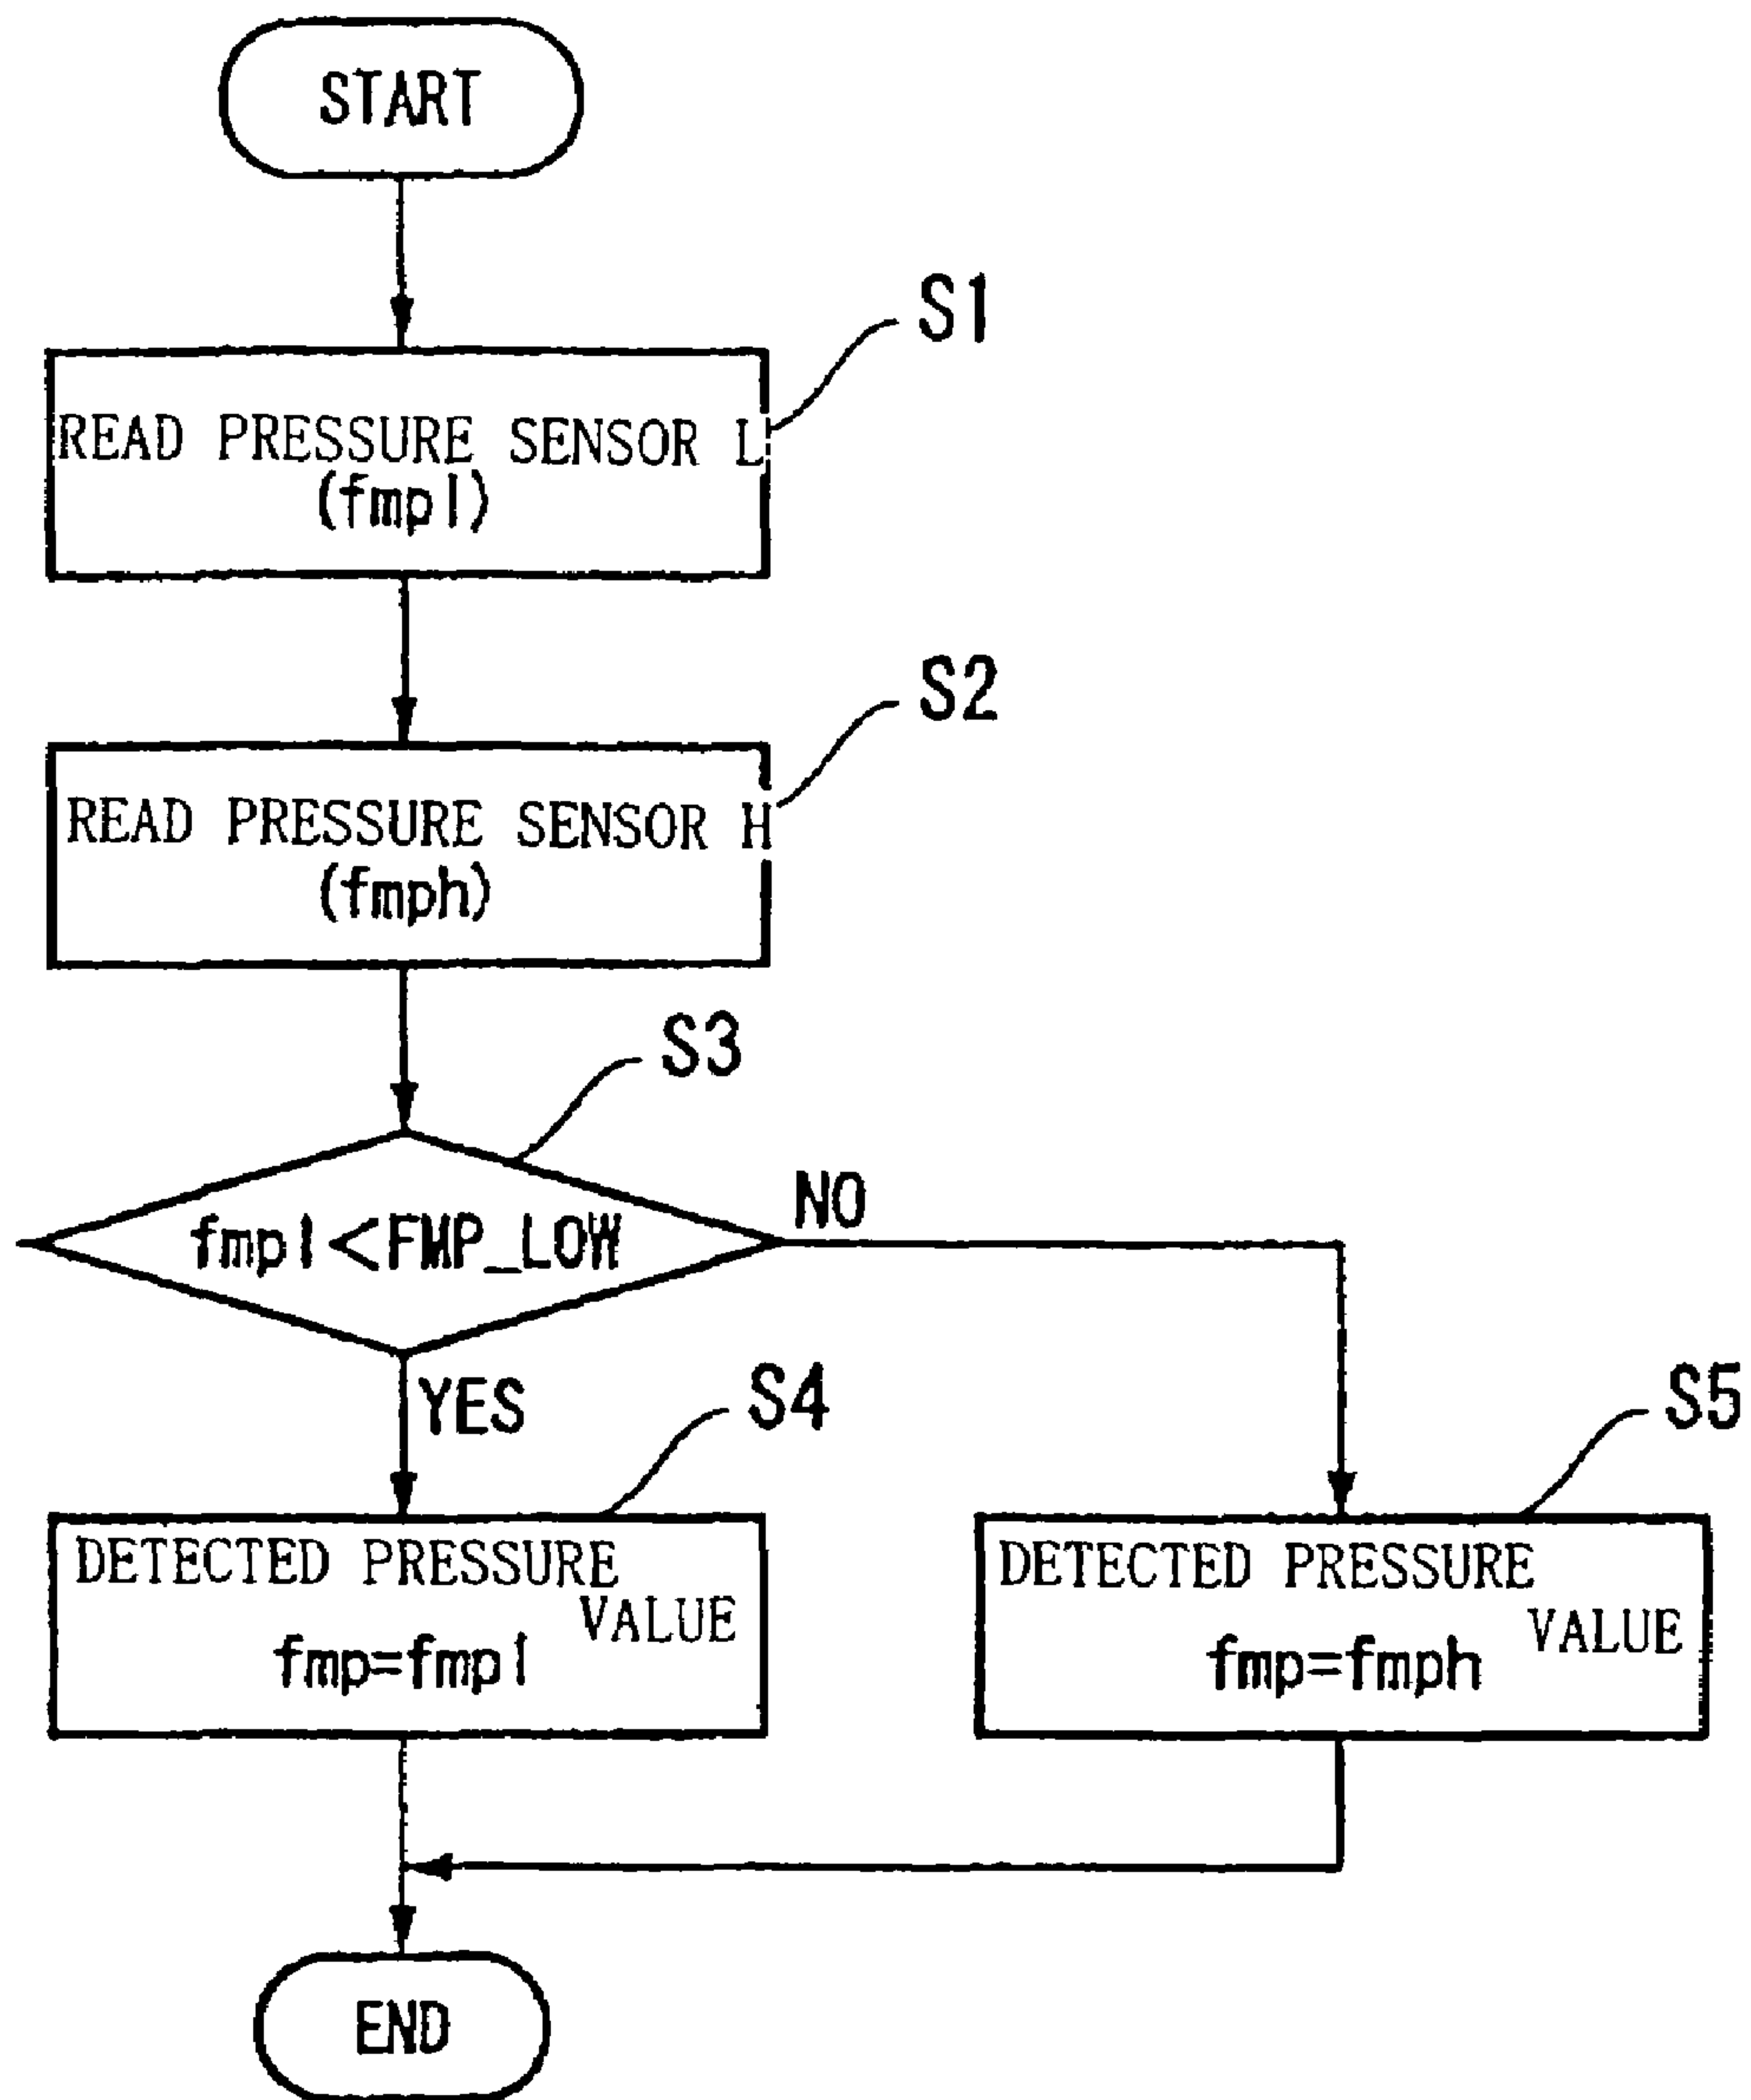 START
S1
READ PRESSURE SENSOR L
(fmpl)
S2
READ PRESSURE SENSOR H
(fmph)
S3
fmpl<FMP_LOW
NO
YES
S4
DETECTED PRESSURE
VALUE
fmp=fmpl
S5
DETECTED PRESSURE
VALUE
fmp=fmph
END